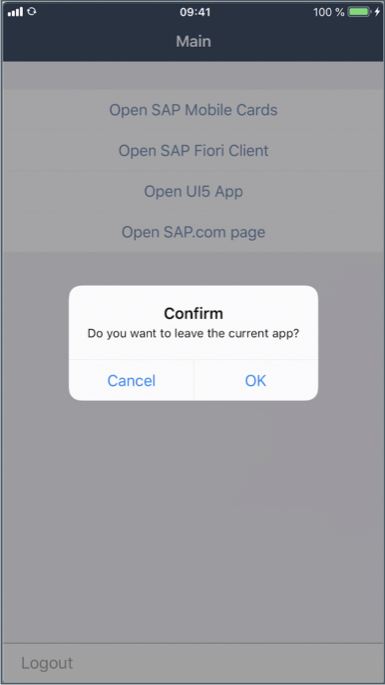 09:41
100 %
Main
Open SAP Mobile Cards
Open SAP Fiori Client
Open UI5 App
Open SAP.com page
Confirm
Do you want to leave the current app?
Cancel OK
Logout